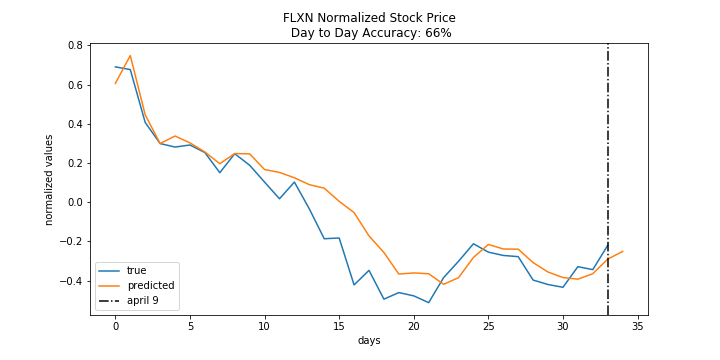 FLXN Normalized Stock Price
Day to Day Accuracy: 66%
0.8
0.6
0.4
0.2
0.0
−0.2
−0.4
normalized values
true
predicted
april 9
0 5 10 15 20 25 30 35
days